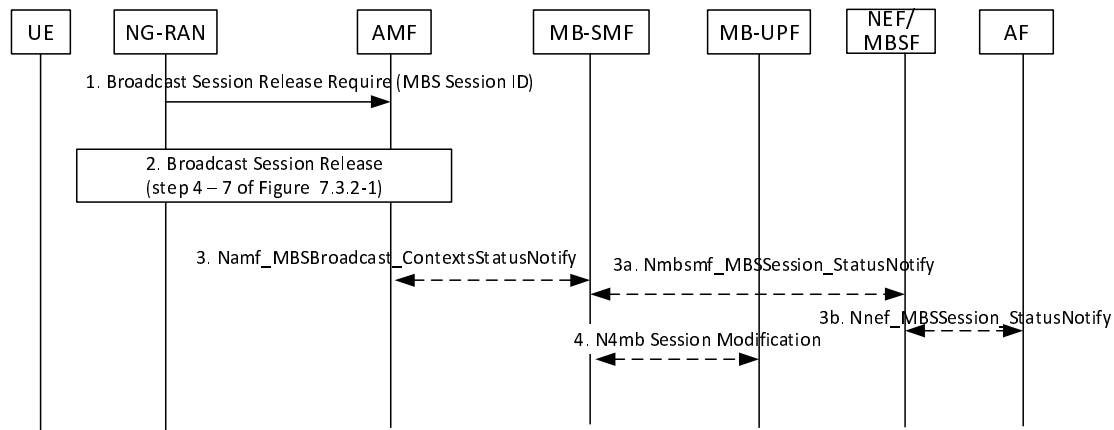 UE
NG-RAN
AMF
MB-SMF
MB-UPF
NEF/
MBSF
AF
1. Broadcast Session Release Require (MBS Session ID)
2. Broadcast Session Release
(step 4 – 7 of Figure 7.3.2-1)
3. Namf_MBSBroadcast_ContextsStatusNotify
3a. Nmbsmf_MBSSession_StatusNotify
3b. Nnef_MBSSession_StatusNotify
4. N4mb Session Modification